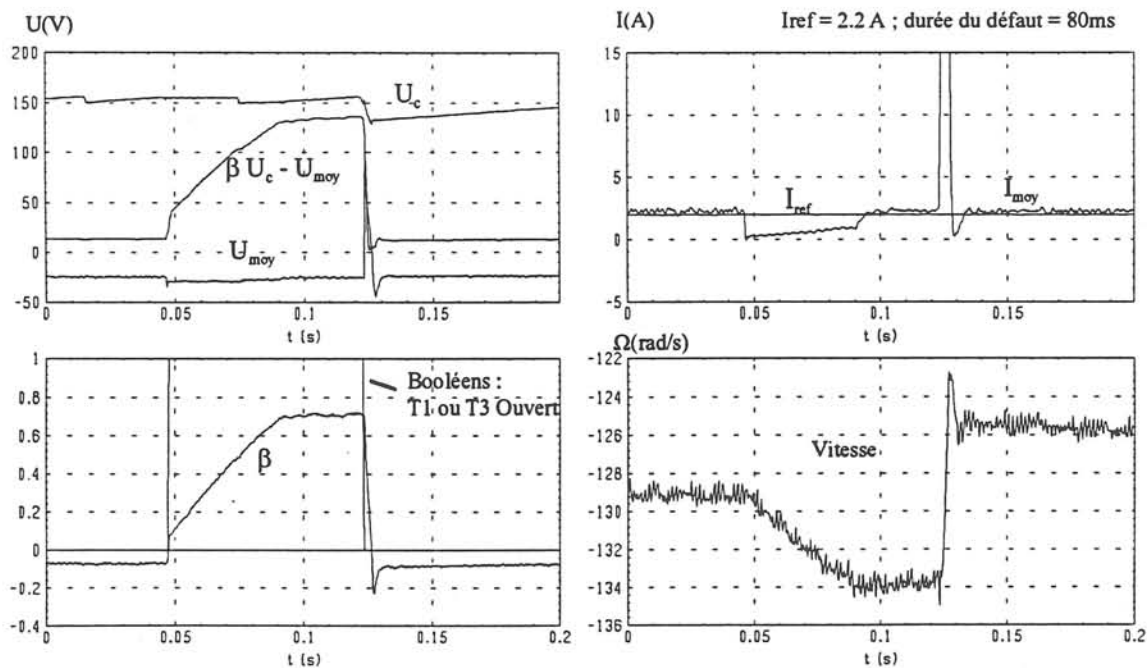 U(V)
200
150
100
50
0
-50
U_c
β U_c - U_moy
U_moy
0 0.05 0.1 0.15 0.2
t (s)
I(A) Iref = 2.2 A ; durée du défaut = 80ms
15
10
5
0
-5
I_ref
I_moy
0 0.05 0.1 0.15 0.2
t (s)
1
0.8
0.6
0.4
0.2
0
-0.2
-0.4
Booléens :
T1 ou T3 Ouvert
β
0 0.05 0.1 0.15 0.2
t (s)
Ω(rad/s)
-122
-124
-126
-128
-130
-132
-134
-136
Vitesse
0 0.05 0.1 0.15 0.2
t (s)